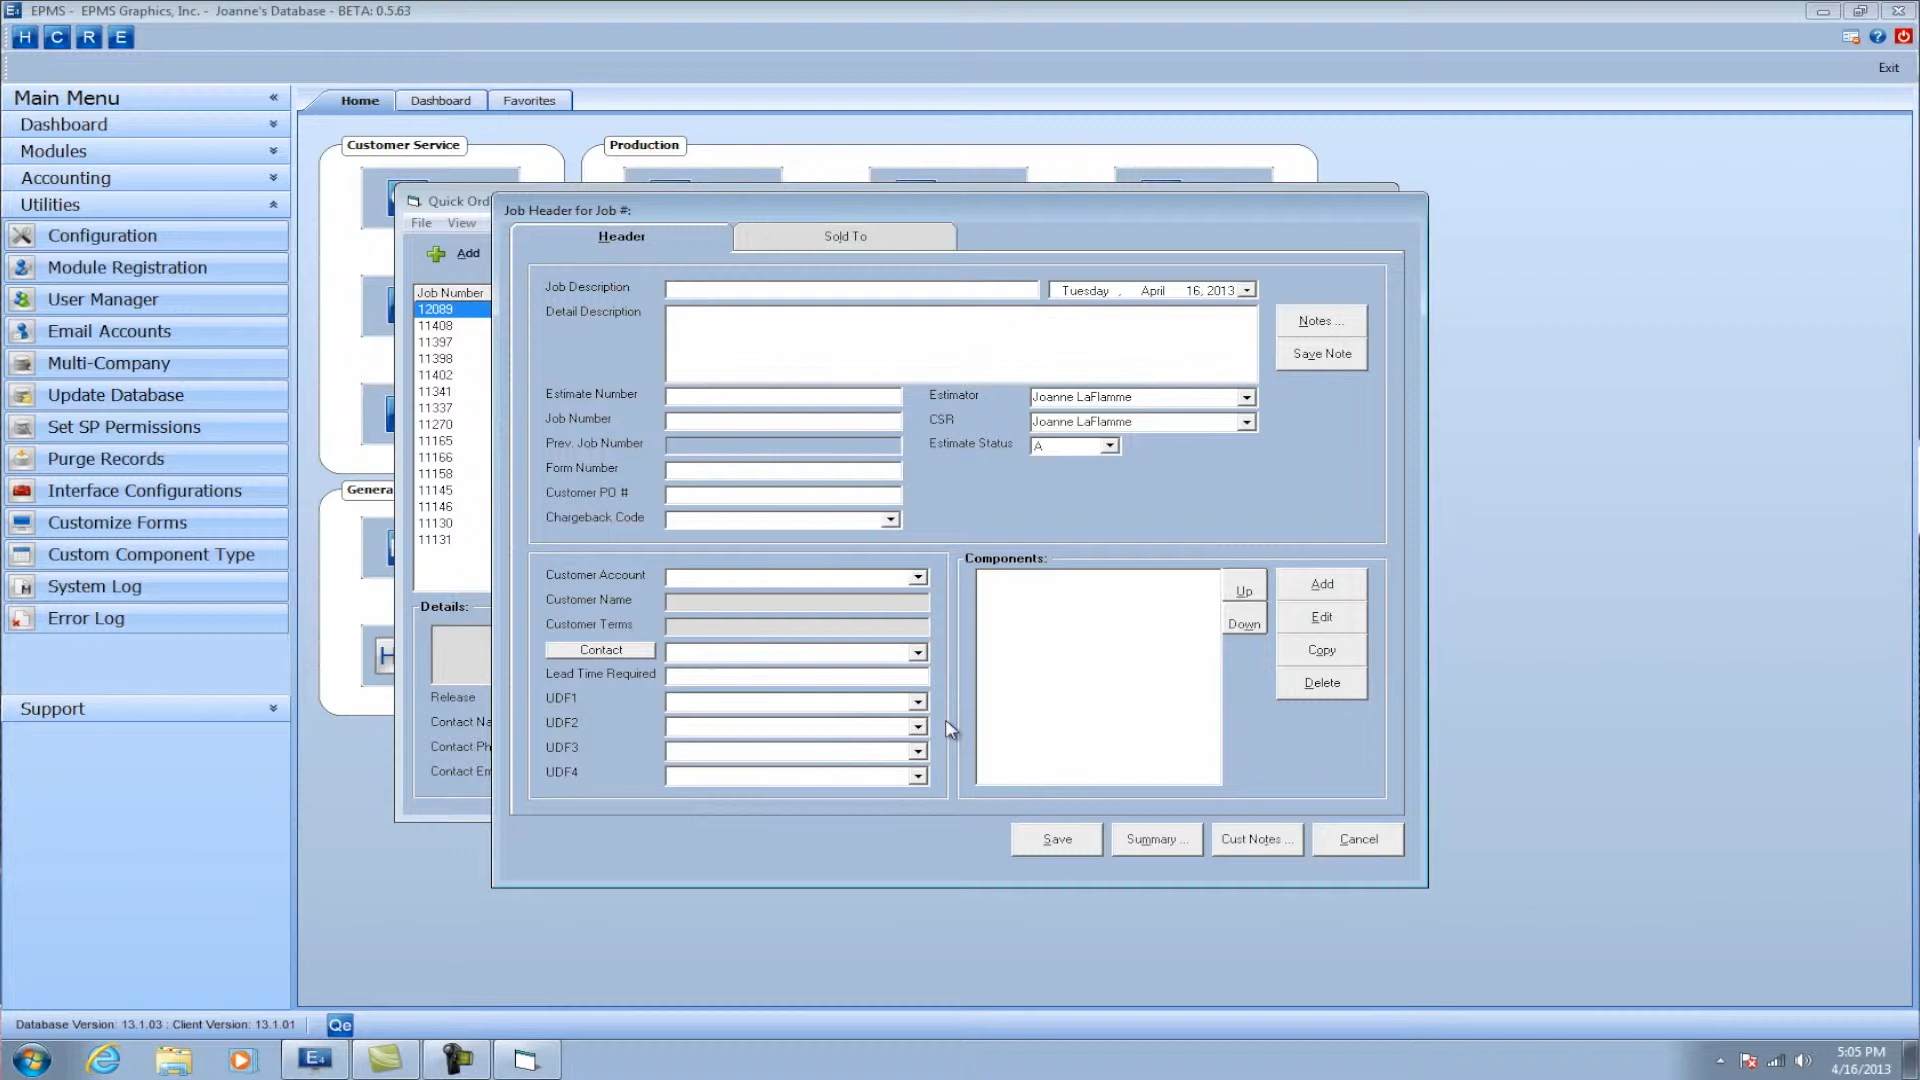 EPMS - EPMS Graphics, Inc. - Joanne's Database - BETA: 0.5.63
H C R E
Exit
Main Menu
Dashboard
Modules
Accounting
Utilities
Configuration
Module Registration
User Manager
Email Accounts
Multi-Company
Update Database
Set SP Permissions
Purge Records
Interface Configurations
Customize Forms
Custom Component Type
System Log
Error Log
Support
Home Dashboard Favorites
Customer Service
Production
Genera
H
Quick Ord
File View
Add
Job Number
12089
11408
11397
11398
11402
11341
11337
11270
11165
11166
11158
11145
11146
11130
11131
Details:
Release
Contact Na
Contact Ph
Contact Em
Job Header for Job #:
Header Sold To
Job Description Tuesday , April 16, 2013
Detail Description
Notes ...
Save Note
Estimate Number Estimator Joanne LaFlamme
Job Number CSR Joanne LaFlamme
Prev. Job Number Estimate Status A
Form Number
Customer PO #
Chargeback Code
Customer Account
Customer Name
Customer Terms
Contact
Lead Time Required
UDF1
UDF2
UDF3
UDF4
Components:
Up
Down
Add
Edit
Copy
Delete
Save Summary ... Cust Notes ... Cancel
Database Version: 13.1.03 : Client Version: 13.1.01 Qe
E4
5:05 PM
4/16/2013